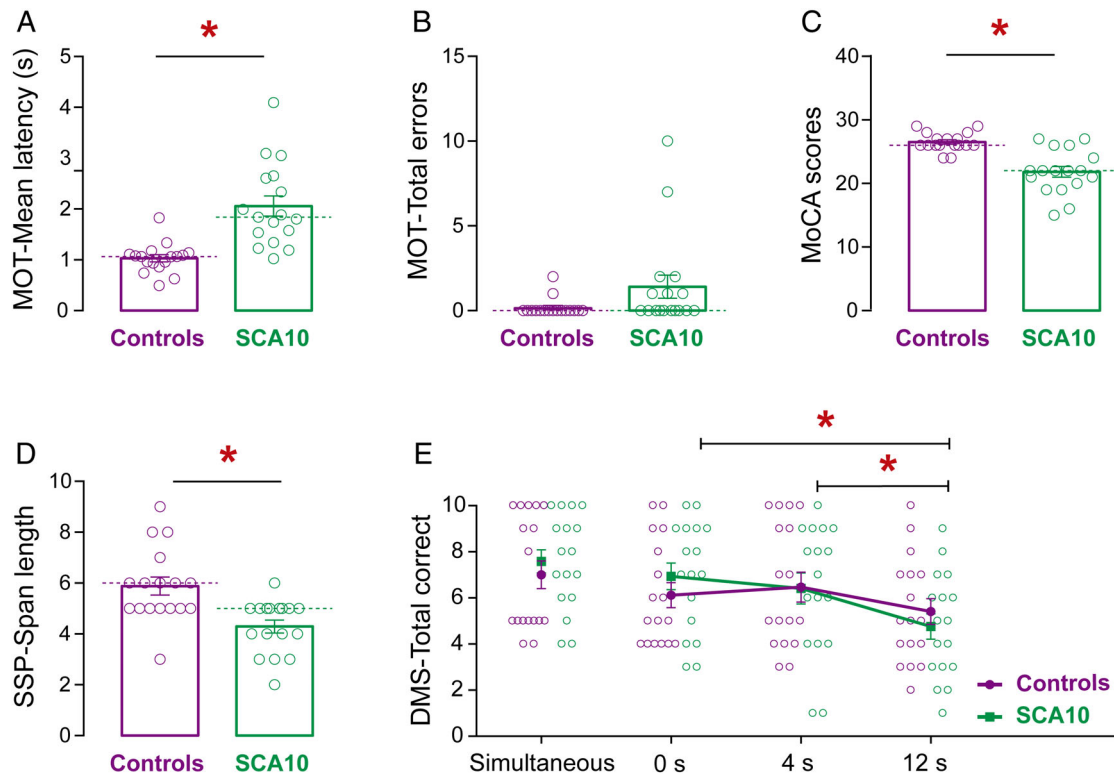 A
*
MOT-Mean latency (s)
5
4
3
2
1
0
Controls
SCA10
B
MOT-Total errors
15
10
5
0
Controls
SCA10
C
*
MoCA scores
40
30
20
10
0
Controls
SCA10
D
*
SSP-Span length
10
8
6
4
2
0
Controls
SCA10
E
*
*
DMS-Total correct
10
8
6
4
2
0
Simultaneous
0 s
4 s
12 s
Controls
SCA10